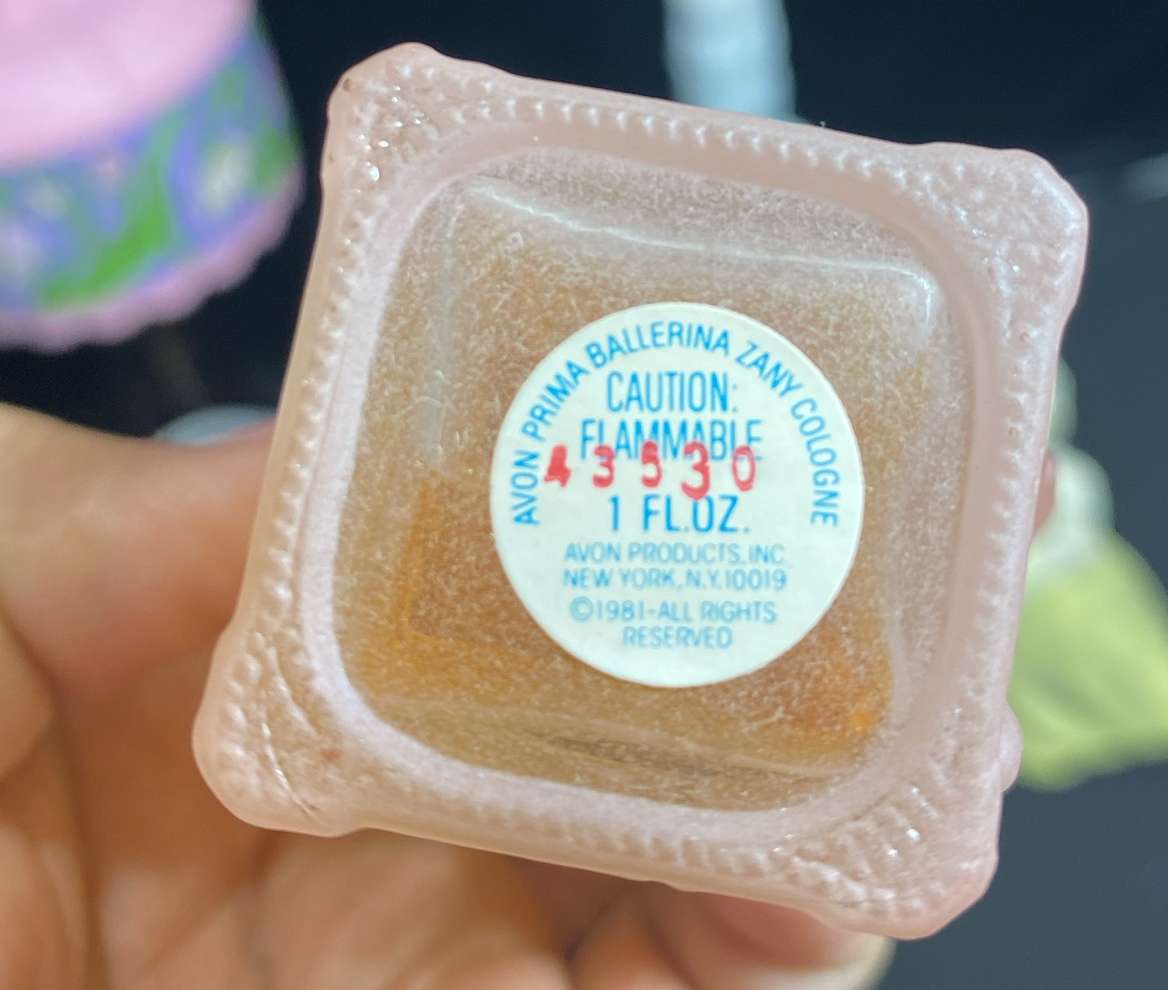 AVON PRIMA BALLERINA ZANY COLOGNE
CAUTION:
FLAMMABLE
43530
1 FL.OZ.
AVON PRODUCTS, INC.
NEW YORK, N.Y. 10019
©1981-ALL RIGHTS
RESERVED